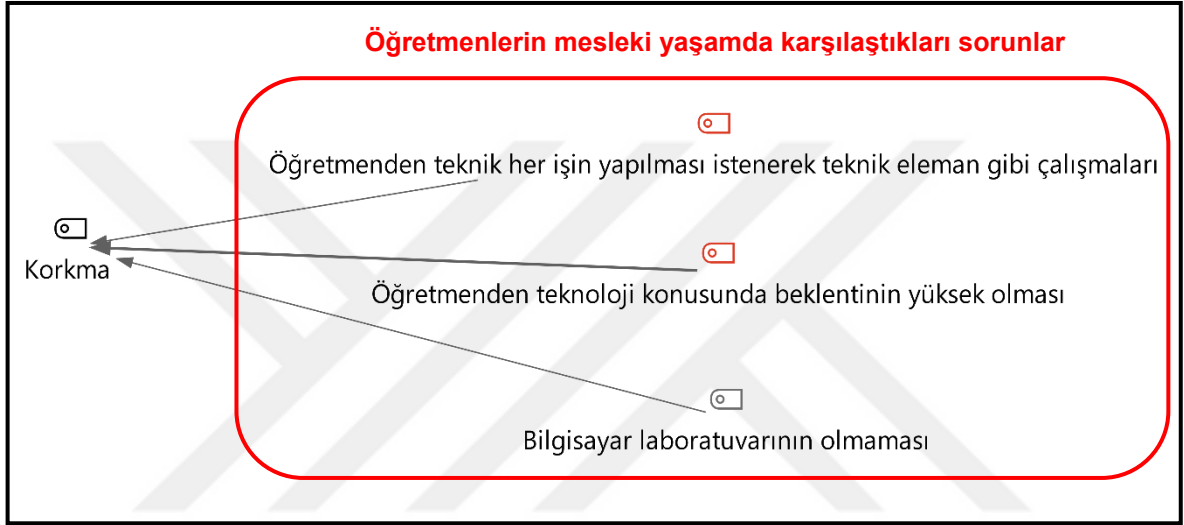 Öğretmenlerin mesleki yaşamda karşılaştıkları sorunlar
Öğretmenden teknik her işin yapılması istenerek teknik eleman gibi çalışmaları
Korkma
Öğretmenden teknoloji konusunda beklentinin yüksek olması
Bilgisayar laboratuvarının olmaması